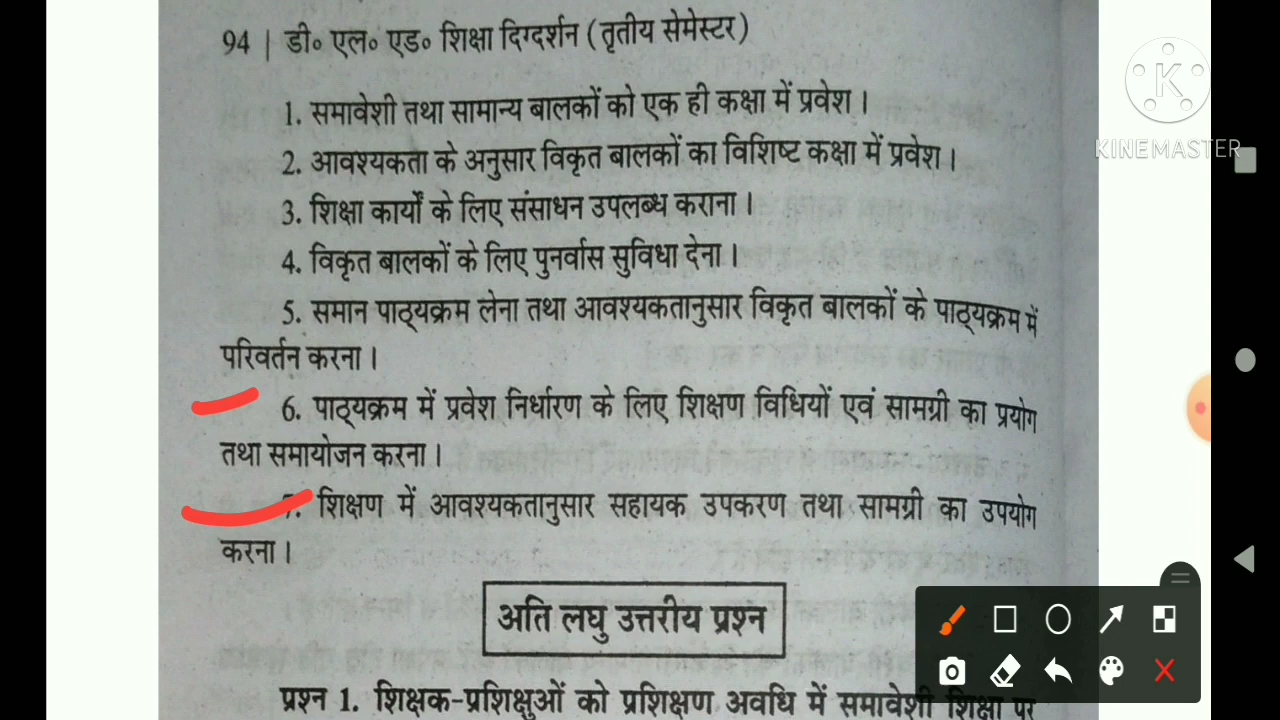 94 | डी० एल० एड० शिक्षा दिग्दर्शन (तृतीय सेमेस्टर)
1. समावेशी तथा सामान्य बालकों को एक ही कक्षा में प्रवेश।
2. आवश्यकता के अनुसार विकृत बालकों का विशिष्ट कक्षा में प्रवेश।
3. शिक्षा कार्यों के लिए संसाधन उपलब्ध कराना।
4. विकृत बालकों के लिए पुनर्वास सुविधा देना।
5. समान पाठ्यक्रम लेना तथा आवश्यकतानुसार विकृत बालकों के पाठ्यक्रम में
परिवर्तन करना।
6. पाठ्यक्रम में प्रवेश निर्धारण के लिए शिक्षण विधियों एवं सामग्री का प्रयोग
तथा समायोजन करना।
7. शिक्षण में आवश्यकतानुसार सहायक उपकरण तथा सामग्री का उपयोग
करना।
अति लघु उत्तरीय प्रश्न
प्रश्न 1. शिक्षक-प्रशिक्षुओं को प्रशिक्षण अवधि में समावेशी शिक्षा पर
K
KINEMASTER